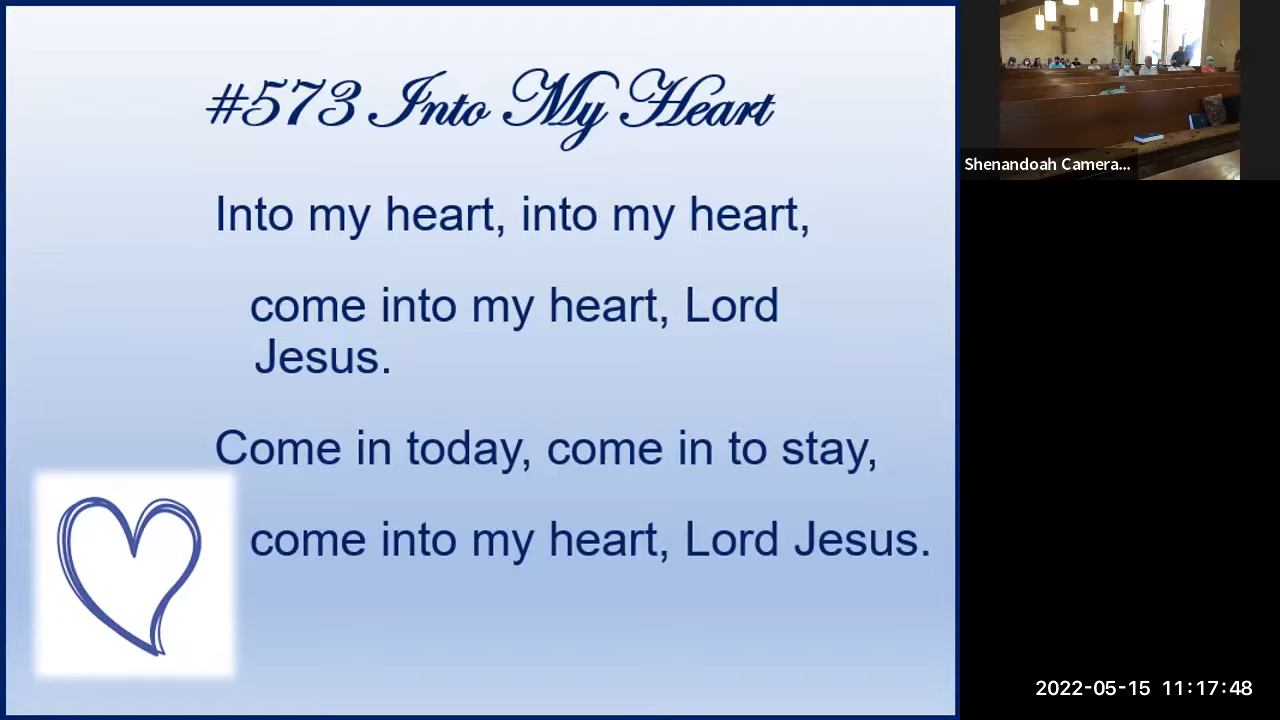 #573 Into My Heart
Into my heart, into my heart,
come into my heart, Lord
Jesus.
Come in today, come in to stay,
come into my heart, Lord Jesus.
Shenandoah Camera...
2022-05-15 11:17:48